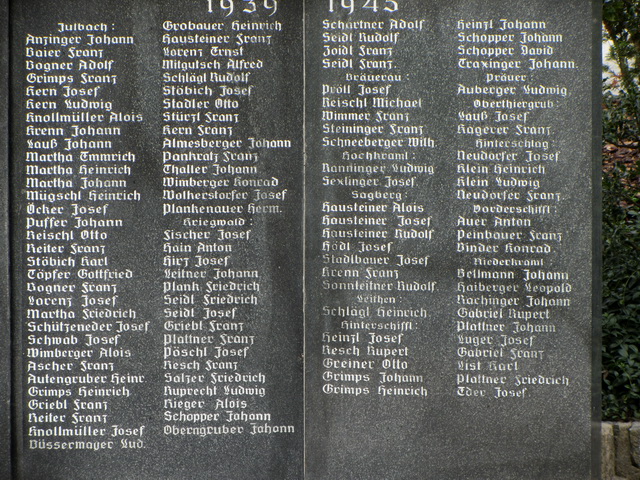 1939 1945
Julbach:
Anzinger Johann
Baier Franz
Bogner Adolf
Grimps Franz
Kern Josef
Kern Ludwig
Knollmüller Alois
Krenn Johann
Lauß Johann
Martha Emmrich
Martha Heinrich
Martha Johann
Mügschl Heinrich
Öcker Josef
Puffer Johann
Reischl Otto
Reiter Franz
Stöbich Karl
Töpfer Gottfried
Bogner Franz
Lorenz Josef
Martha Friedrich
Schützeneder Josef
Schwab Josef
Wimberger Alois
Ascher Franz
Autengruber Heinr
Grimps Heinrich
Griebl Franz
Reiter Franz
Knollmüller Josef
Düssermayer Lud.
Grobauer Heinrich
Hausteiner Franz
Lorenz Ernst
Milgutsch Alfred
Schlägl Rudolf
Stöbich Josef
Stadler Otto
Stürzl Franz
Kern Franz
Almesberger Johann
Pankratz Franz
Thaller Johann
Wimberger Konrad
Wolkerstorfer Josef
Plankenauer Herm.
Kriegwald:
Fischer Josef
Hain Anton
Hirz Josef
Leitner Johann
Plank Friedrich
Seidl Friedrich
Seidl Josef
Griebl Franz
Plattner Franz
Pöschl Josef
Resch Franz
Salzer Friedrich
Ruprecht Ludwig
Rieger Alois
Schopper Johann
Oberngruber Johann
Schartner Adolf
Seidl Rudolf
Zoidl Franz
Seidl Franz.
Bräuerau:
Pröll Josef
Reischl Michael
Wimmer Franz
Steininger Franz
Schneeberger Wilh.
Hochkraml:
Ranninger Ludwig
Sexlinger Josef.
Sagberg:
Hausteiner Alois
Hausteiner Josef
Hausteiner Rudolf
Hödl Josef
Stadlbauer Josef
Krenn Franz
Sonnleitner Rudolf.
Leithen:
Schlägl Heinrich
Hinterschiffl:
Heinzl Josef
Resch Rupert
Greiner Otto
Grimps Johann
Grimps Heinrich
Heinzl Johann
Schopper Johann
Schopper David
Traxinger Johann.
Präuer:
Auberger Ludwig.
Oberthiergrub:
Lauß Josef
Hagerer Franz.
Hinterschlag:
Neudorfer Josef
Klein Heinrich
Klein Ludwig
Neudorfer Franz.
Vorderschiffl:
Auer Anton
Peinbauer Franz
Binder Konrad.
Niederkraml:
Bellmann Johann
Haiberger Leopold
Rachinger Johann
Gabriel Rupert
Plattner Johann
Luger Josef
Gabriel Franz
List Karl
Plattner Friedrich
Eder Josef.